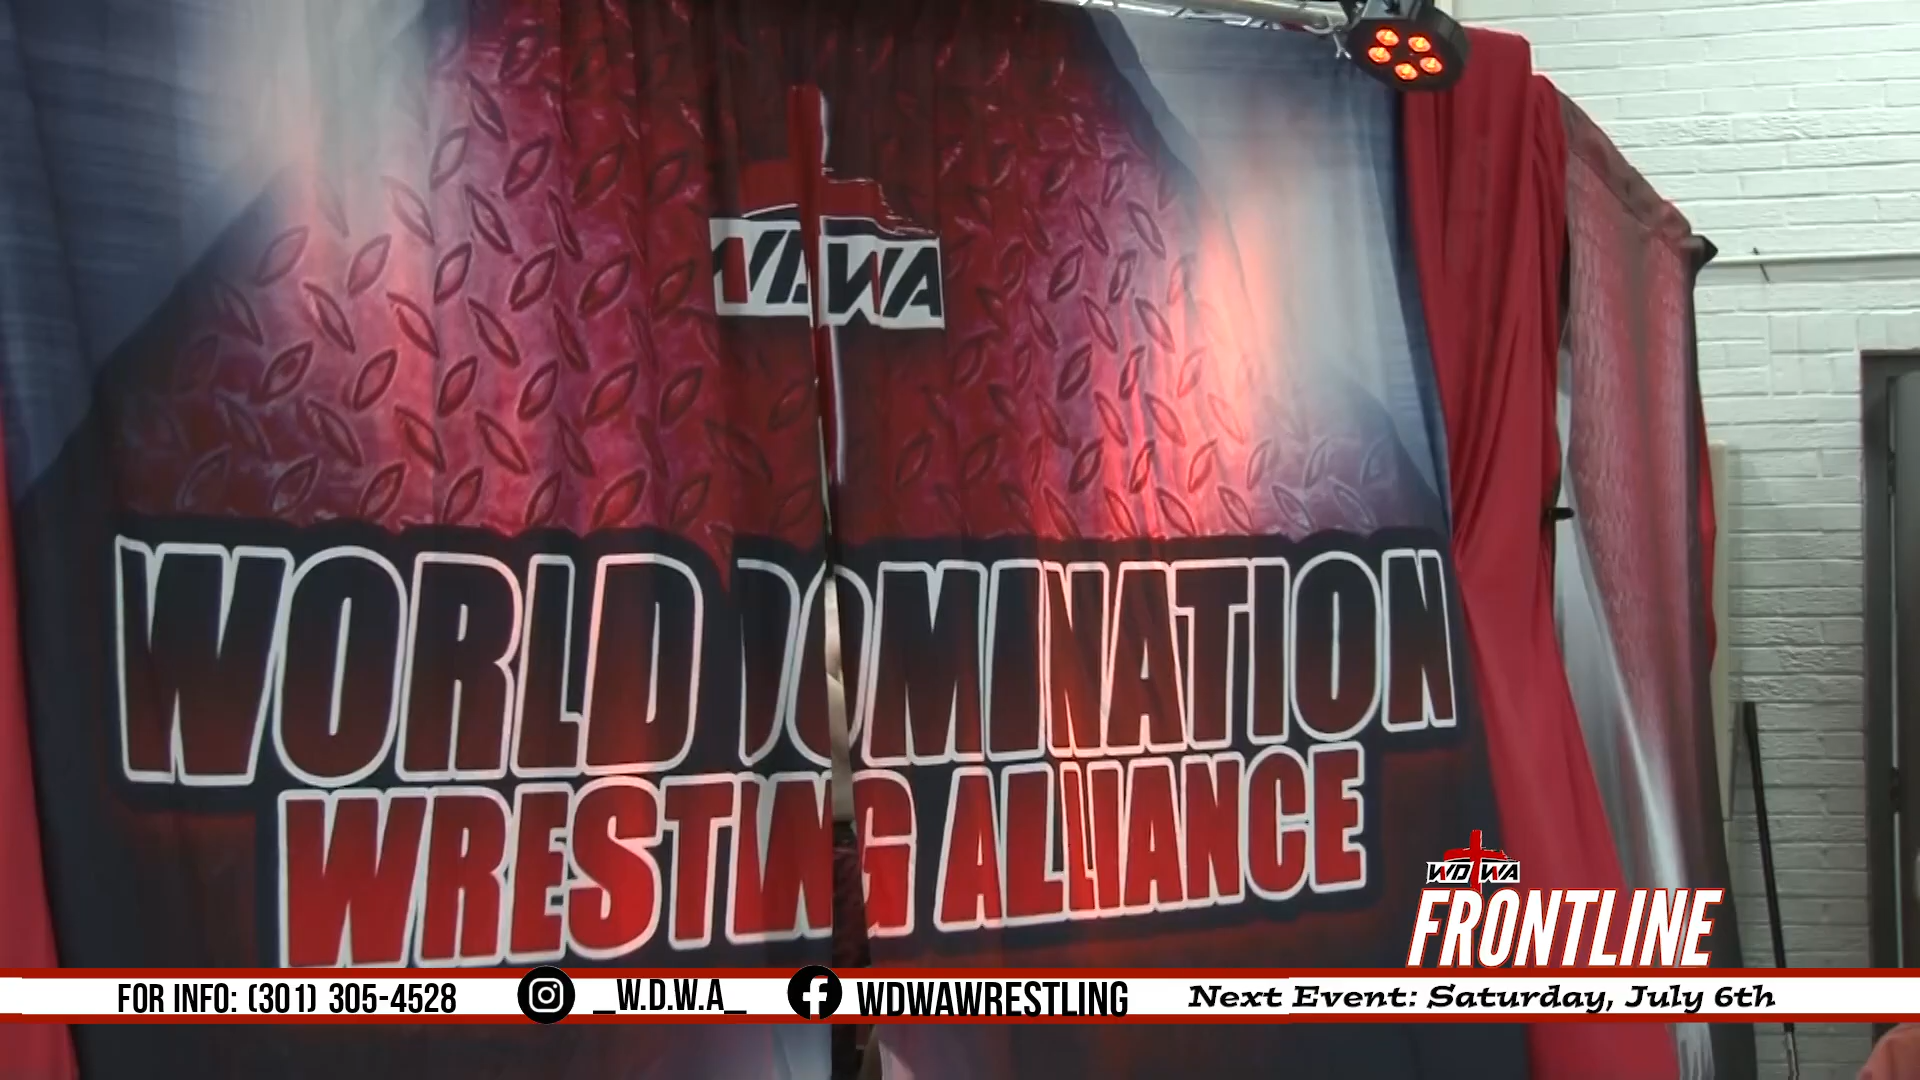 WDWA
WORLD DOMINATION
WRESTLING ALLIANCE
WDWA
FRONTLINE
FOR INFO: (301) 305-4528
_W.D.W.A_
WDWAWRESTLING
Next Event: Saturday, July 6th